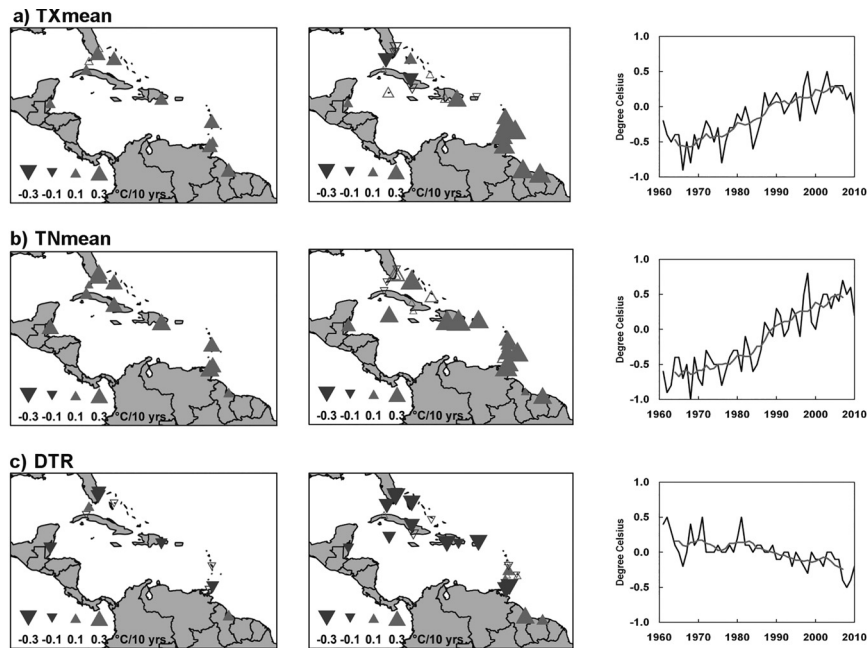 a) TXmean
-0.3 -0.1 0.1 0.3 °C/10 yrs.
-0.3 -0.1 0.1 0.3 °C/10 yrs.
Degree Celsius
1.0
0.5
0.0
-0.5
-1.0
1960 1970 1980 1990 2000 2010
b) TNmean
-0.3 -0.1 0.1 0.3 °C/10 yrs.
-0.3 -0.1 0.1 0.3 °C/10 yrs.
Degree Celsius
1.0
0.5
0.0
-0.5
-1.0
1960 1970 1980 1990 2000 2010
c) DTR
-0.3 -0.1 0.1 0.3 °C/10 yrs.
-0.3 -0.1 0.1 0.3 °C/10 yrs.
Degree Celsius
1.0
0.5
0.0
-0.5
-1.0
1960 1970 1980 1990 2000 2010